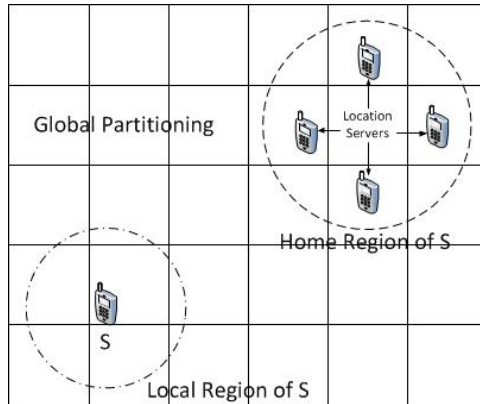 Location
Servers
Global Partitioning
Home Region of S
S
Local Region of S